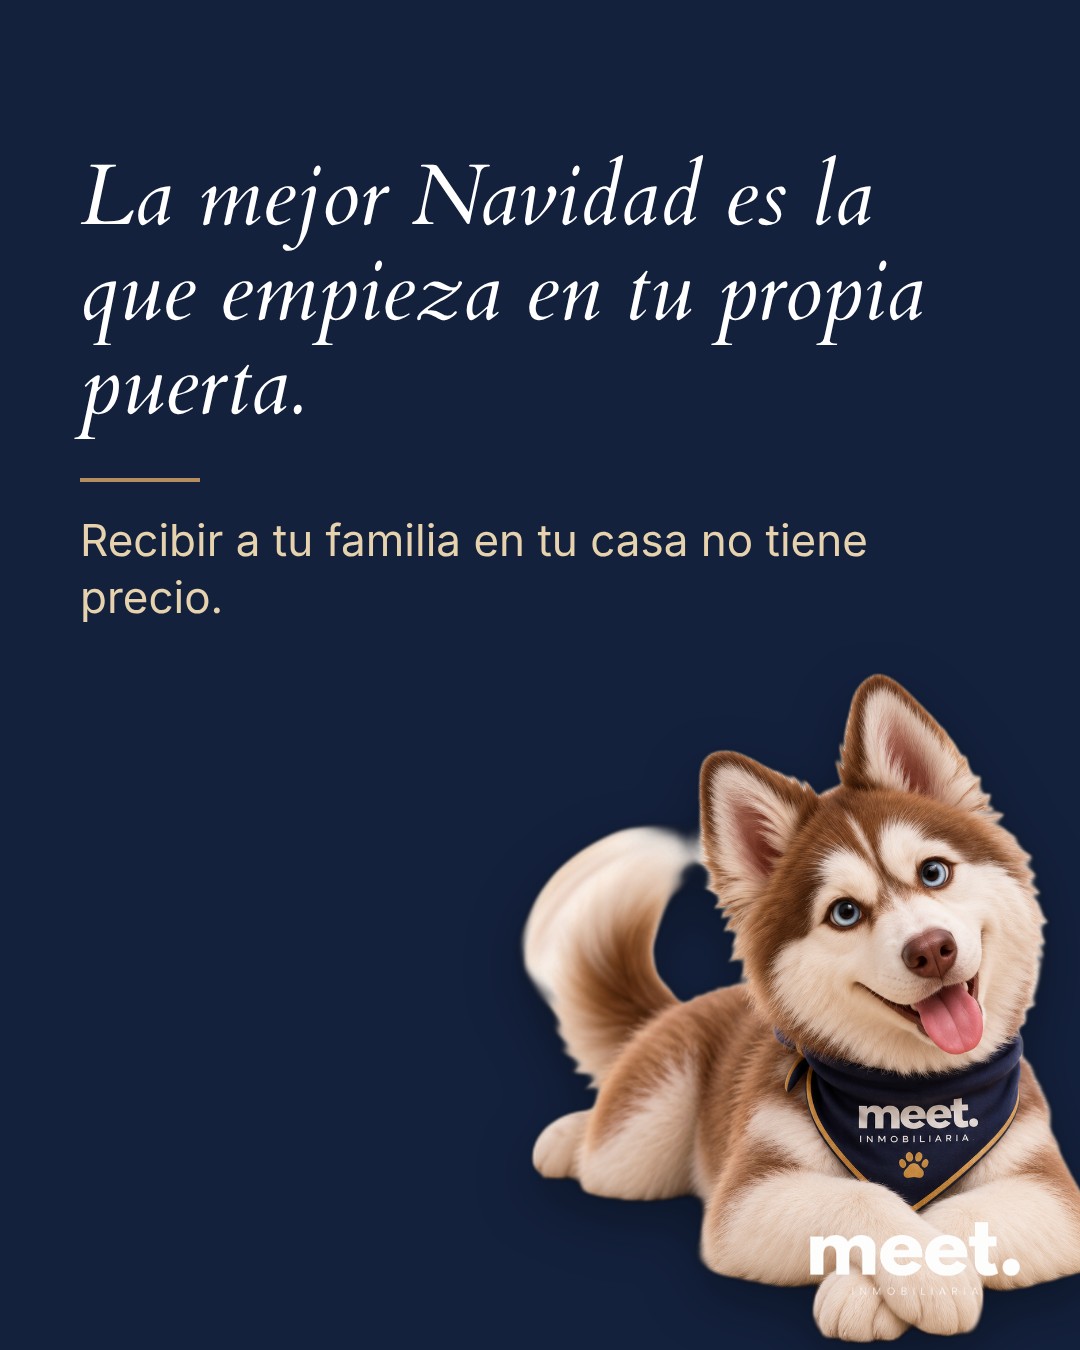 La mejor Navidad es la
que empieza en tu propia
puerta.
Recibir a tu familia en tu casa no tiene
precio.
meet.
INMOBILIARIA
meet.
INMOBILIARIA